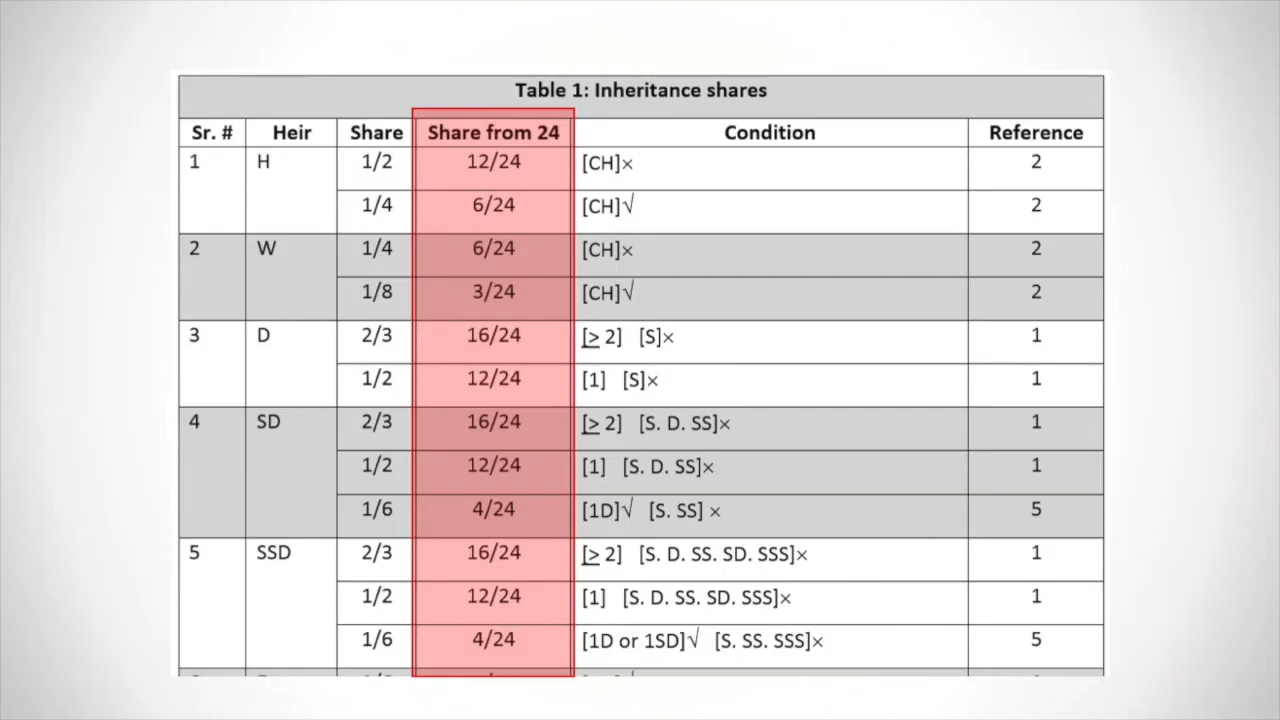 Table 1: Inheritance shares
Sr. # Heir Share Share from 24 Condition Reference
1 H 1/2 12/24 [CH]× 2
1/4 6/24 [CH]√ 2
2 W 1/4 6/24 [CH]× 2
1/8 3/24 [CH]√ 2
3 D 2/3 16/24 [≥ 2] [S]× 1
1/2 12/24 [1] [S]× 1
4 SD 2/3 16/24 [≥ 2] [S. D. SS]× 1
1/2 12/24 [1] [S. D. SS]× 1
1/6 4/24 [1D]√ [S. SS] × 5
5 SSD 2/3 16/24 [≥ 2] [S. D. SS. SD. SSS]× 1
1/2 12/24 [1] [S. D. SS. SD. SSS]× 1
1/6 4/24 [1D or 1SD]√ [S. SS. SSS]× 5